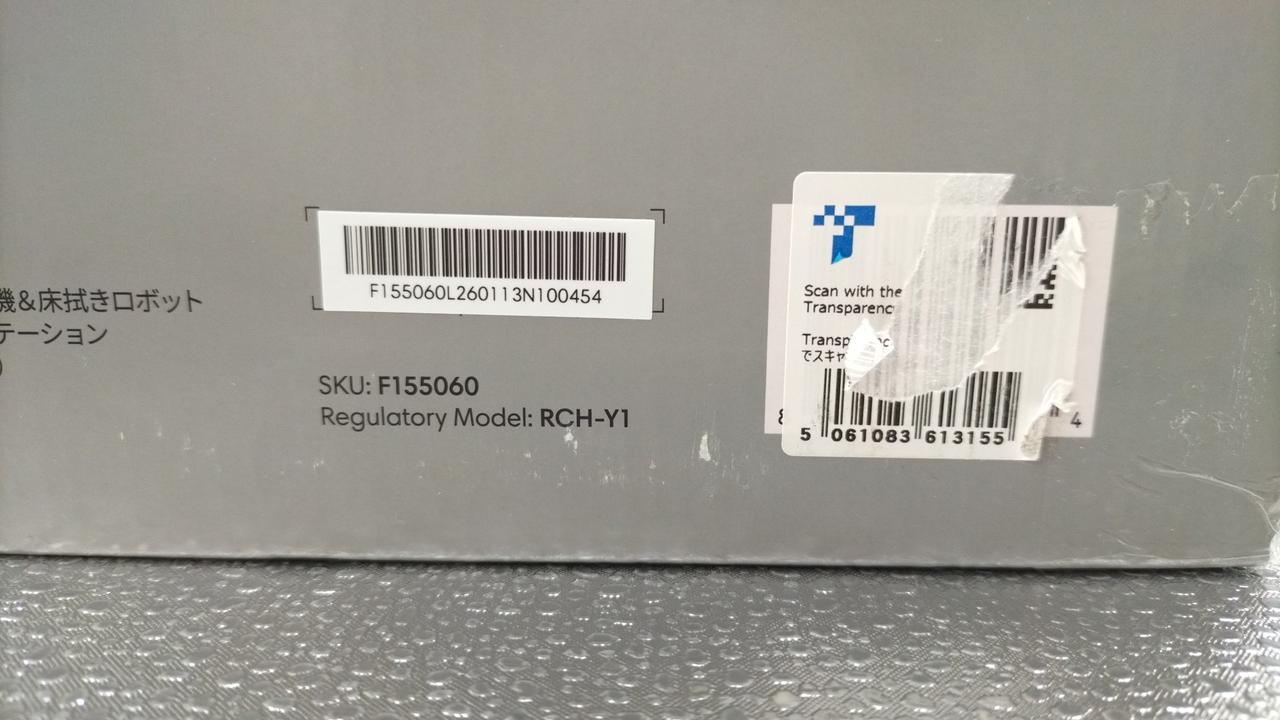 機&床拭きロボット
テーション
)
F155060L260113N100454
SKU: F155060
Regulatory Model: RCH-Y1
Scan with the
Transparency
でスキャ
5 061083 613155
4